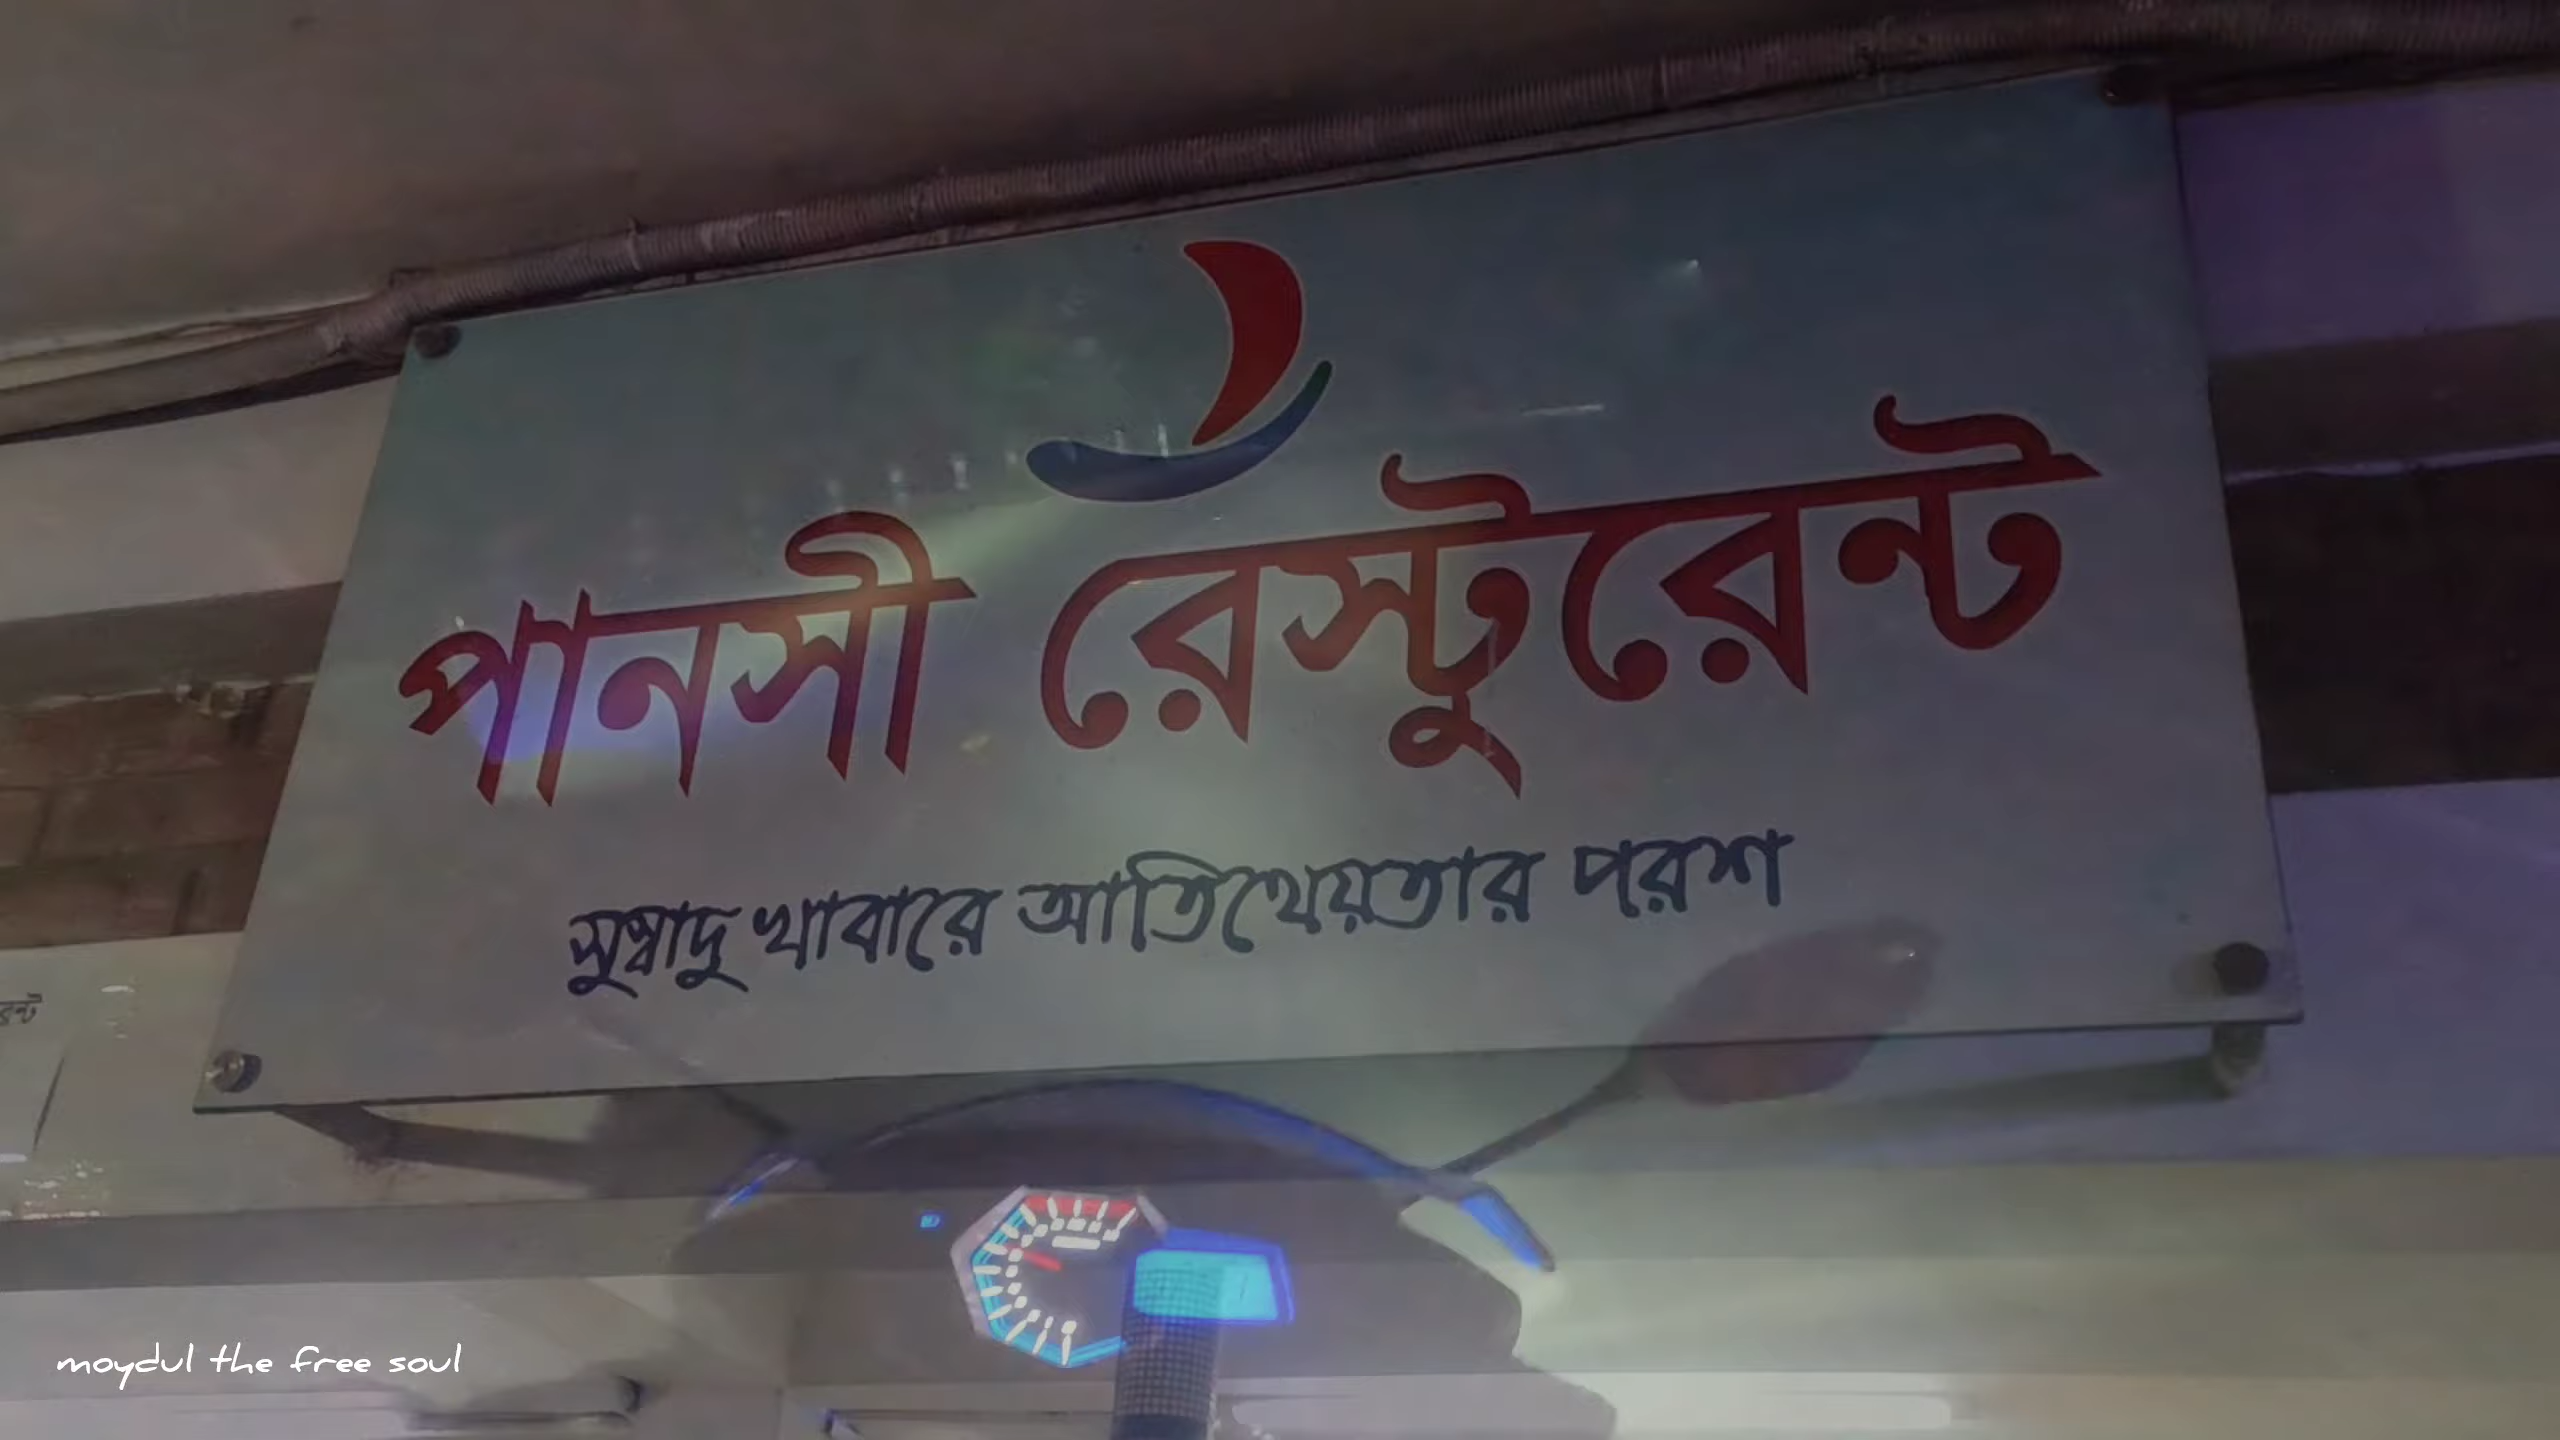 পানসী রেস্টুরেন্ট
সুস্বাদু খাবারে আতিথেয়তার পরশ
moydul the free soul